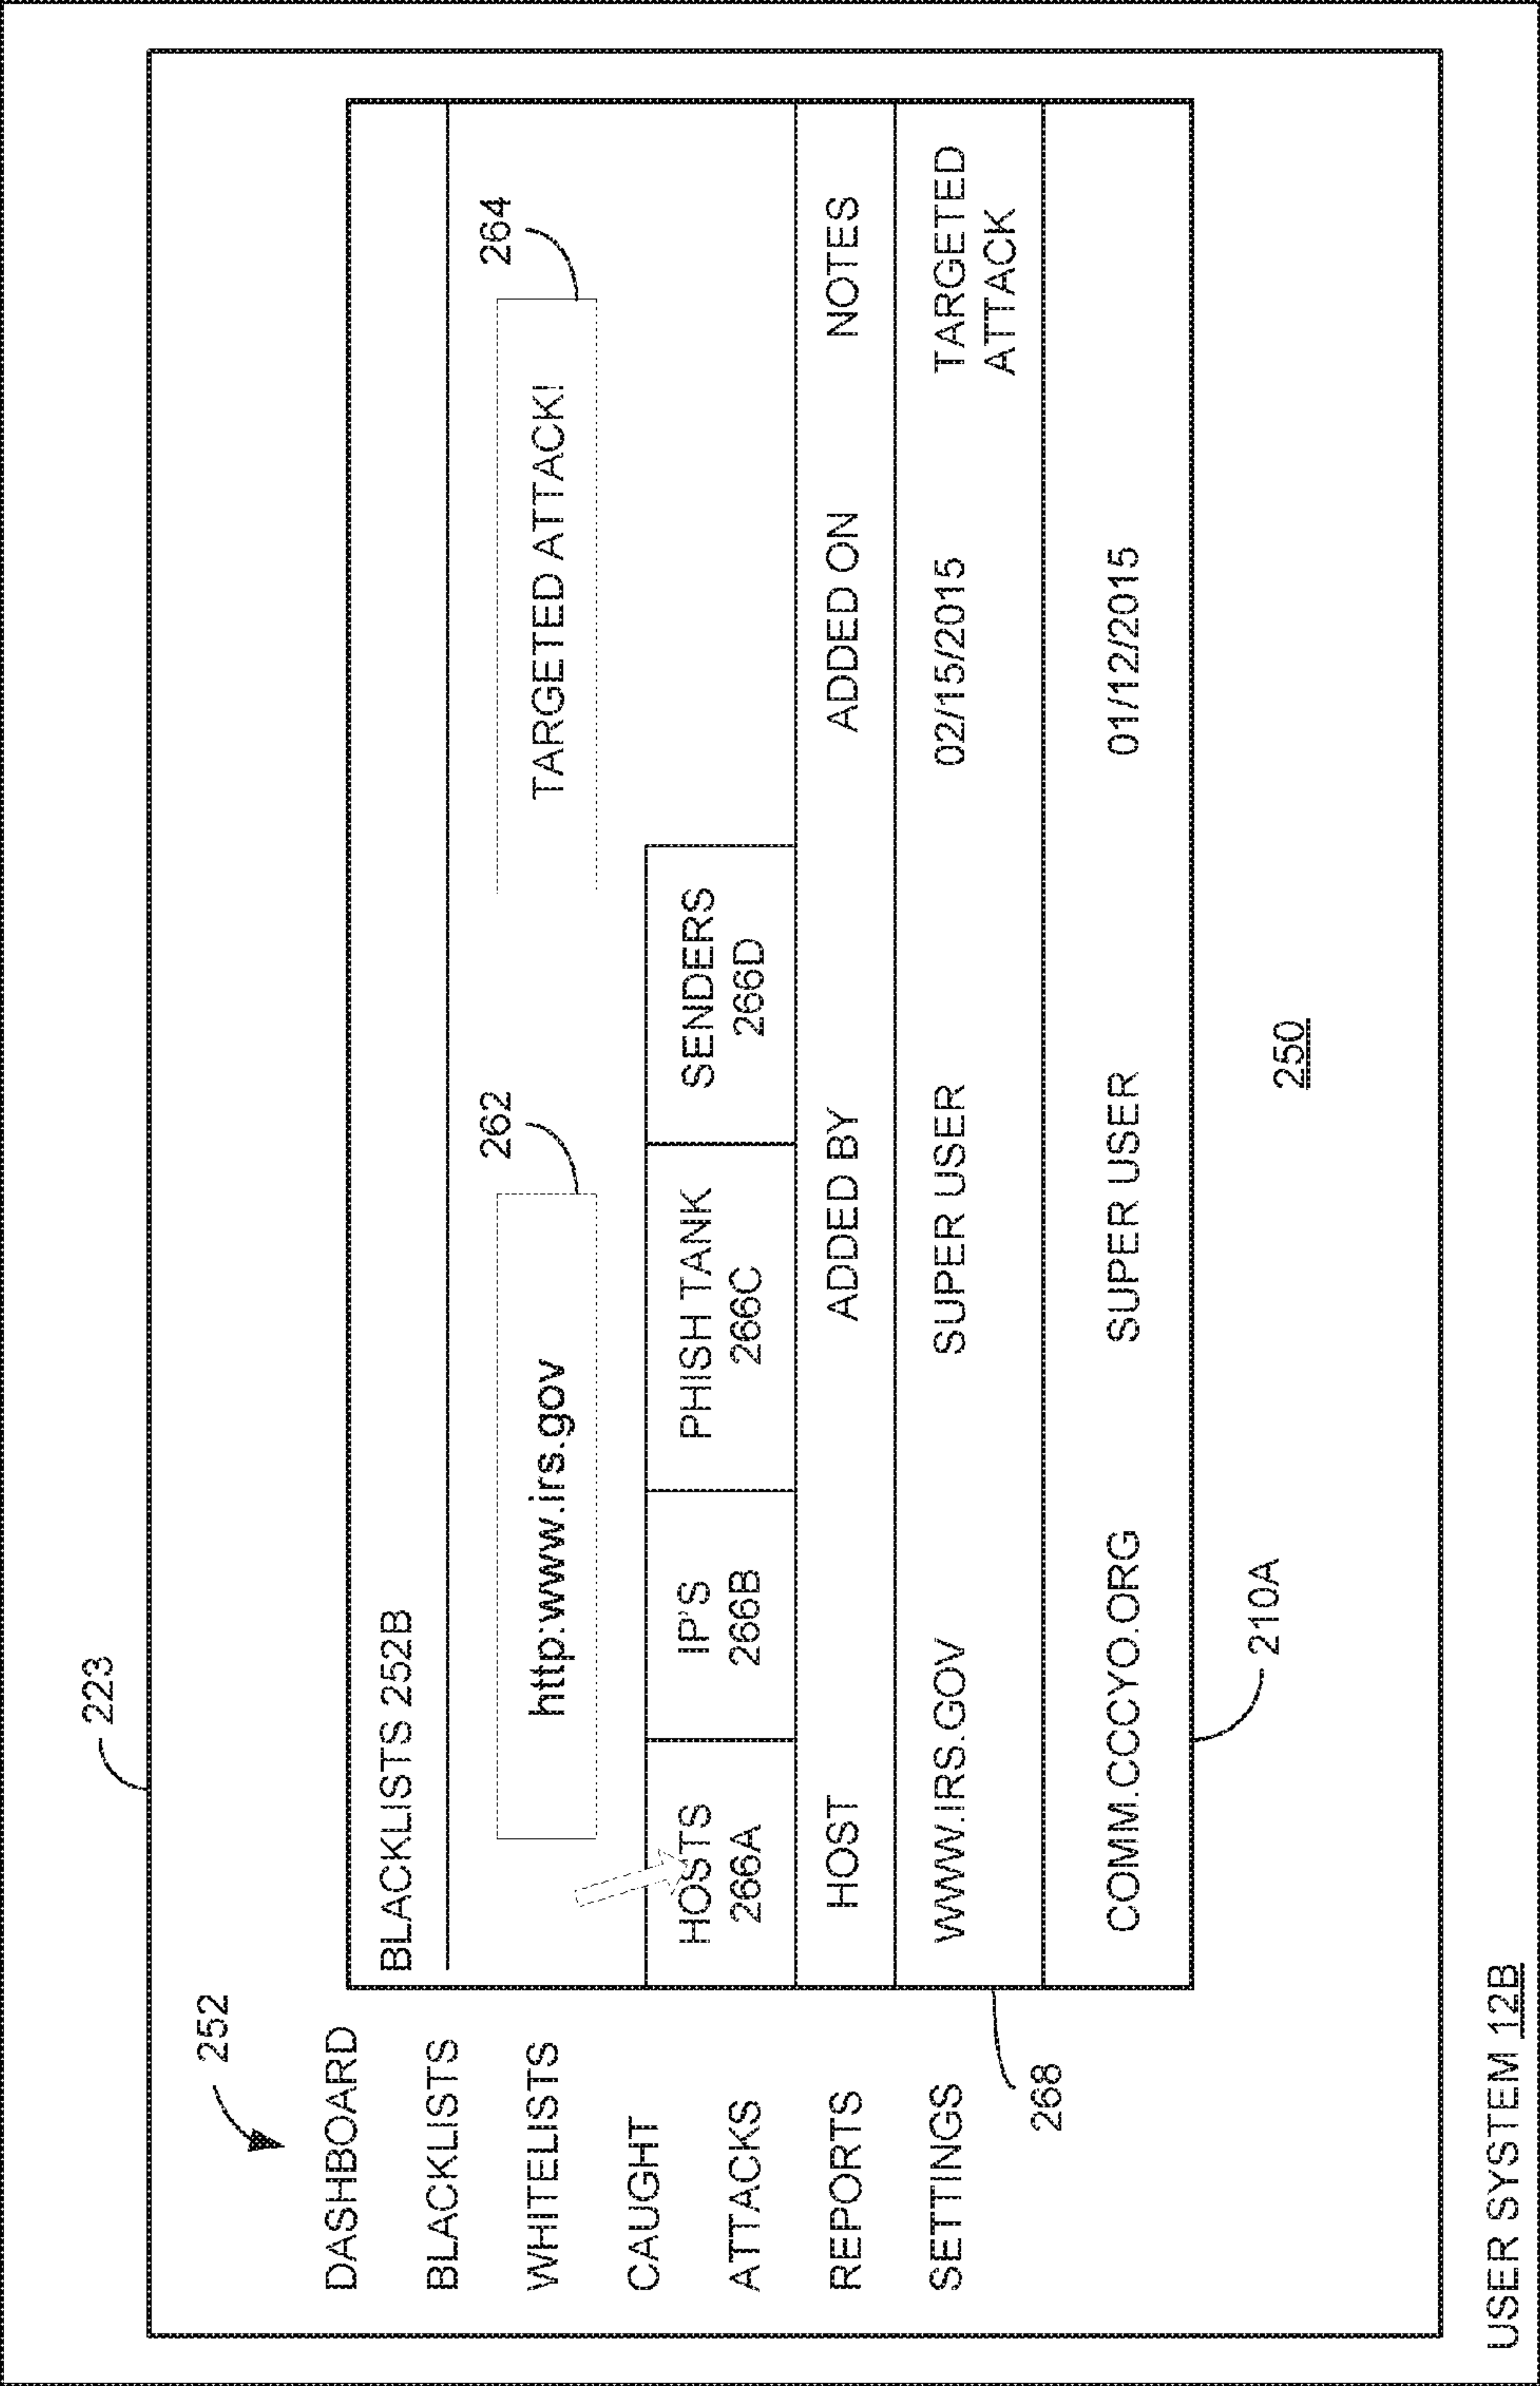 223
252
DASHBOARD
BLACKLISTS
WHITELISTS
CAUGHT
ATTACKS
REPORTS
SETTINGS
268
BLACKLISTS 252B
262
264
http:www.irs.gov
TARGETED ATTACK!
HOSTS
266A
IP'S
266B
PHISH TANK
266C
SENDERS
266D
HOST ADDED BY ADDED ON NOTES
WWW.IRS.GOV SUPER USER 02/15/2015 TARGETED
ATTACK
COMM.CCCYO.ORG SUPER USER 01/12/2015
210A
250
USER SYSTEM 12B